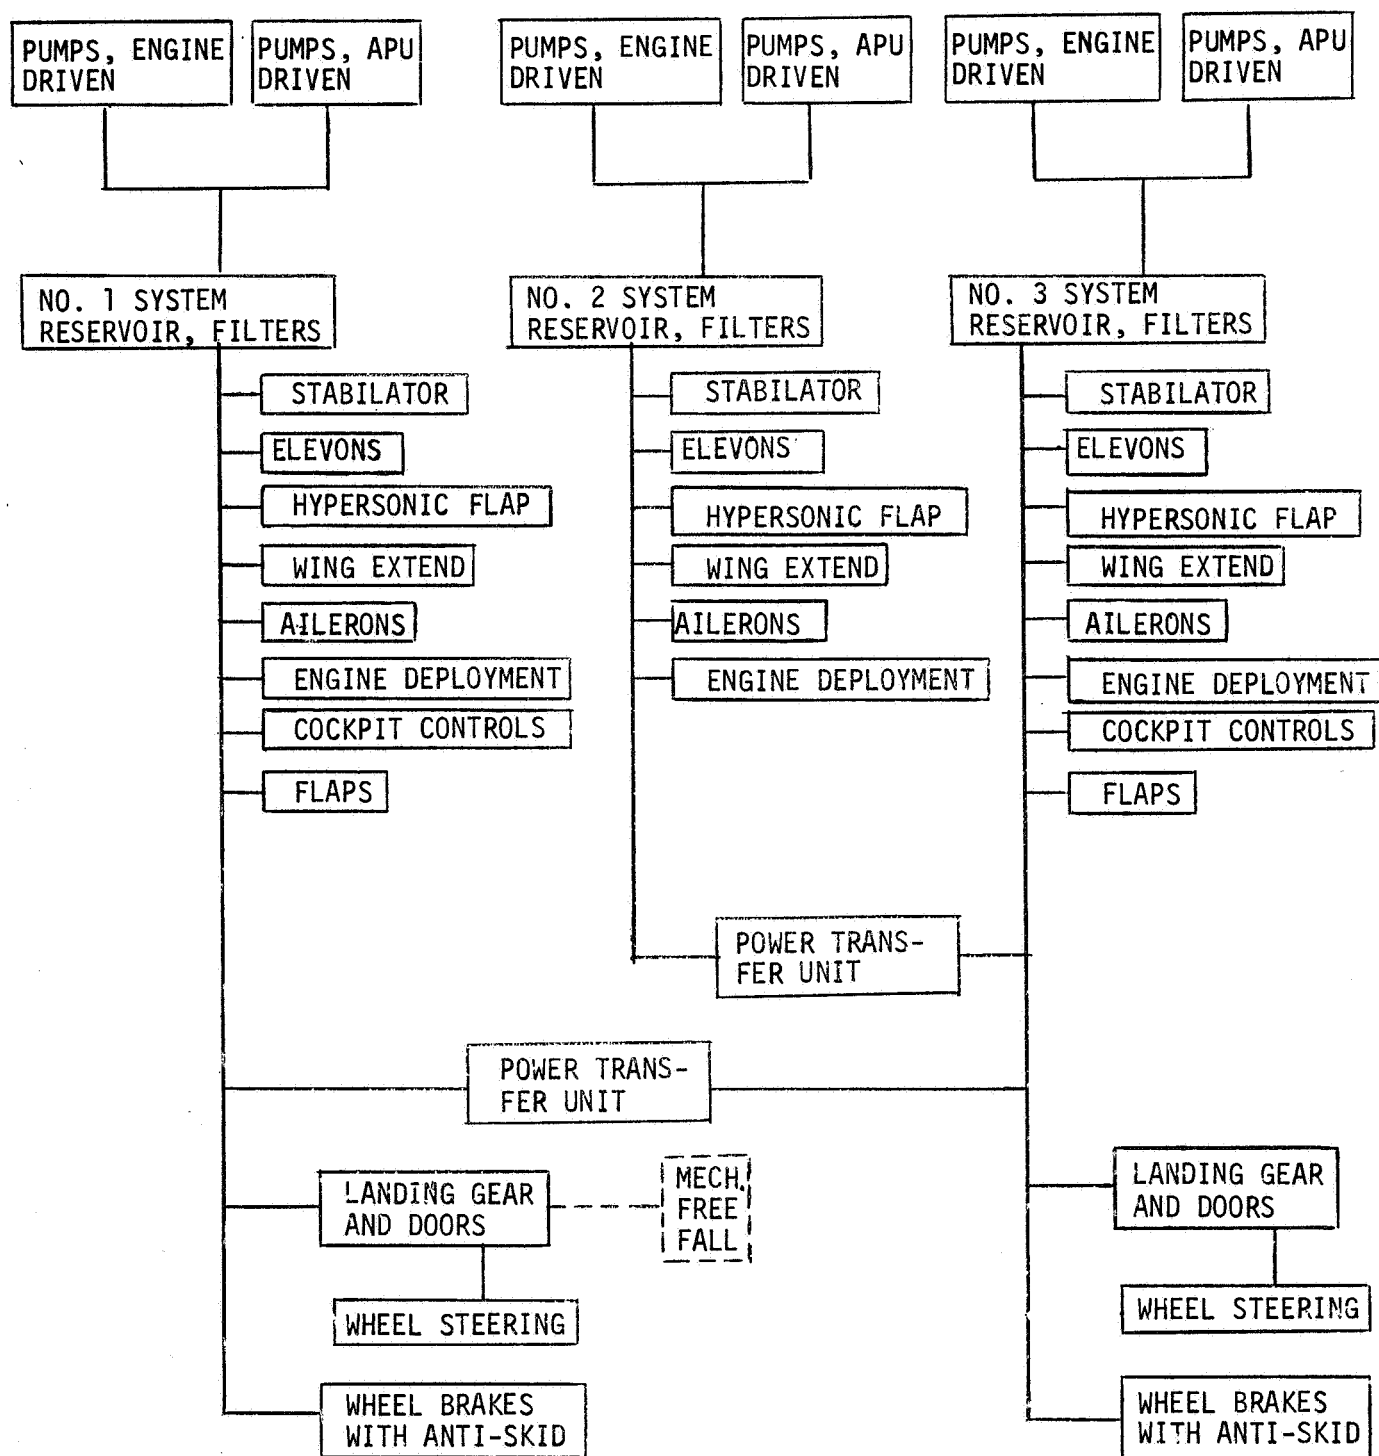 PUMPS, ENGINE
DRIVEN
PUMPS, APU
DRIVEN
PUMPS, ENGINE
DRIVEN
PUMPS, APU
DRIVEN
PUMPS, ENGINE
DRIVEN
PUMPS, APU
DRIVEN
NO. 1 SYSTEM
RESERVOIR, FILTERS
STABILATOR
ELEVONS
HYPERSONIC FLAP
WING EXTEND
AILERONS
ENGINE DEPLOYMENT
COCKPIT CONTROLS
FLAPS
NO. 2 SYSTEM
RESERVOIR, FILTERS
STABILATOR
ELEVONS
HYPERSONIC FLAP
WING EXTEND
AILERONS
ENGINE DEPLOYMENT
NO. 3 SYSTEM
RESERVOIR, FILTERS
STABILATOR
ELEVONS
HYPERSONIC FLAP
WING EXTEND
AILERONS
ENGINE DEPLOYMENT
COCKPIT CONTROLS
FLAPS
POWER TRANS-
FER UNIT
POWER TRANS-
FER UNIT
LANDING GEAR
AND DOORS
MECH.
FREE
FALL
WHEEL STEERING
WHEEL BRAKES
WITH ANTI-SKID
LANDING GEAR
AND DOORS
WHEEL STEERING
WHEEL BRAKES
WITH ANTI-SKID